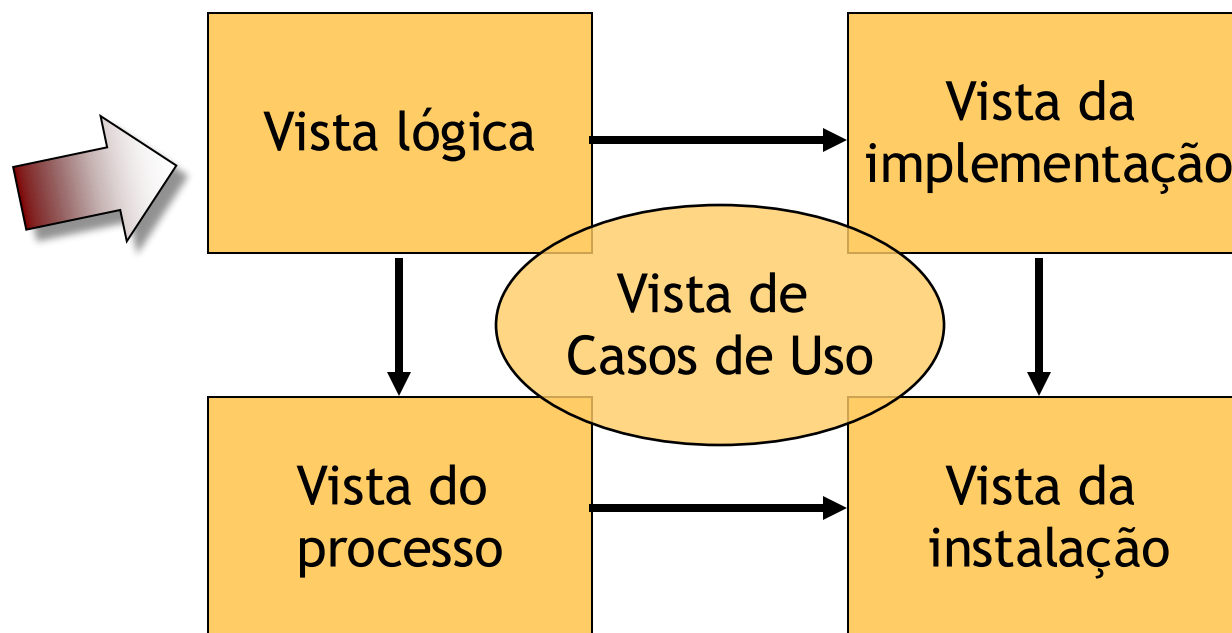 Vista lógica
Vista da
implementação
Vista de
Casos de Uso
Vista do
processo
Vista da
instalação